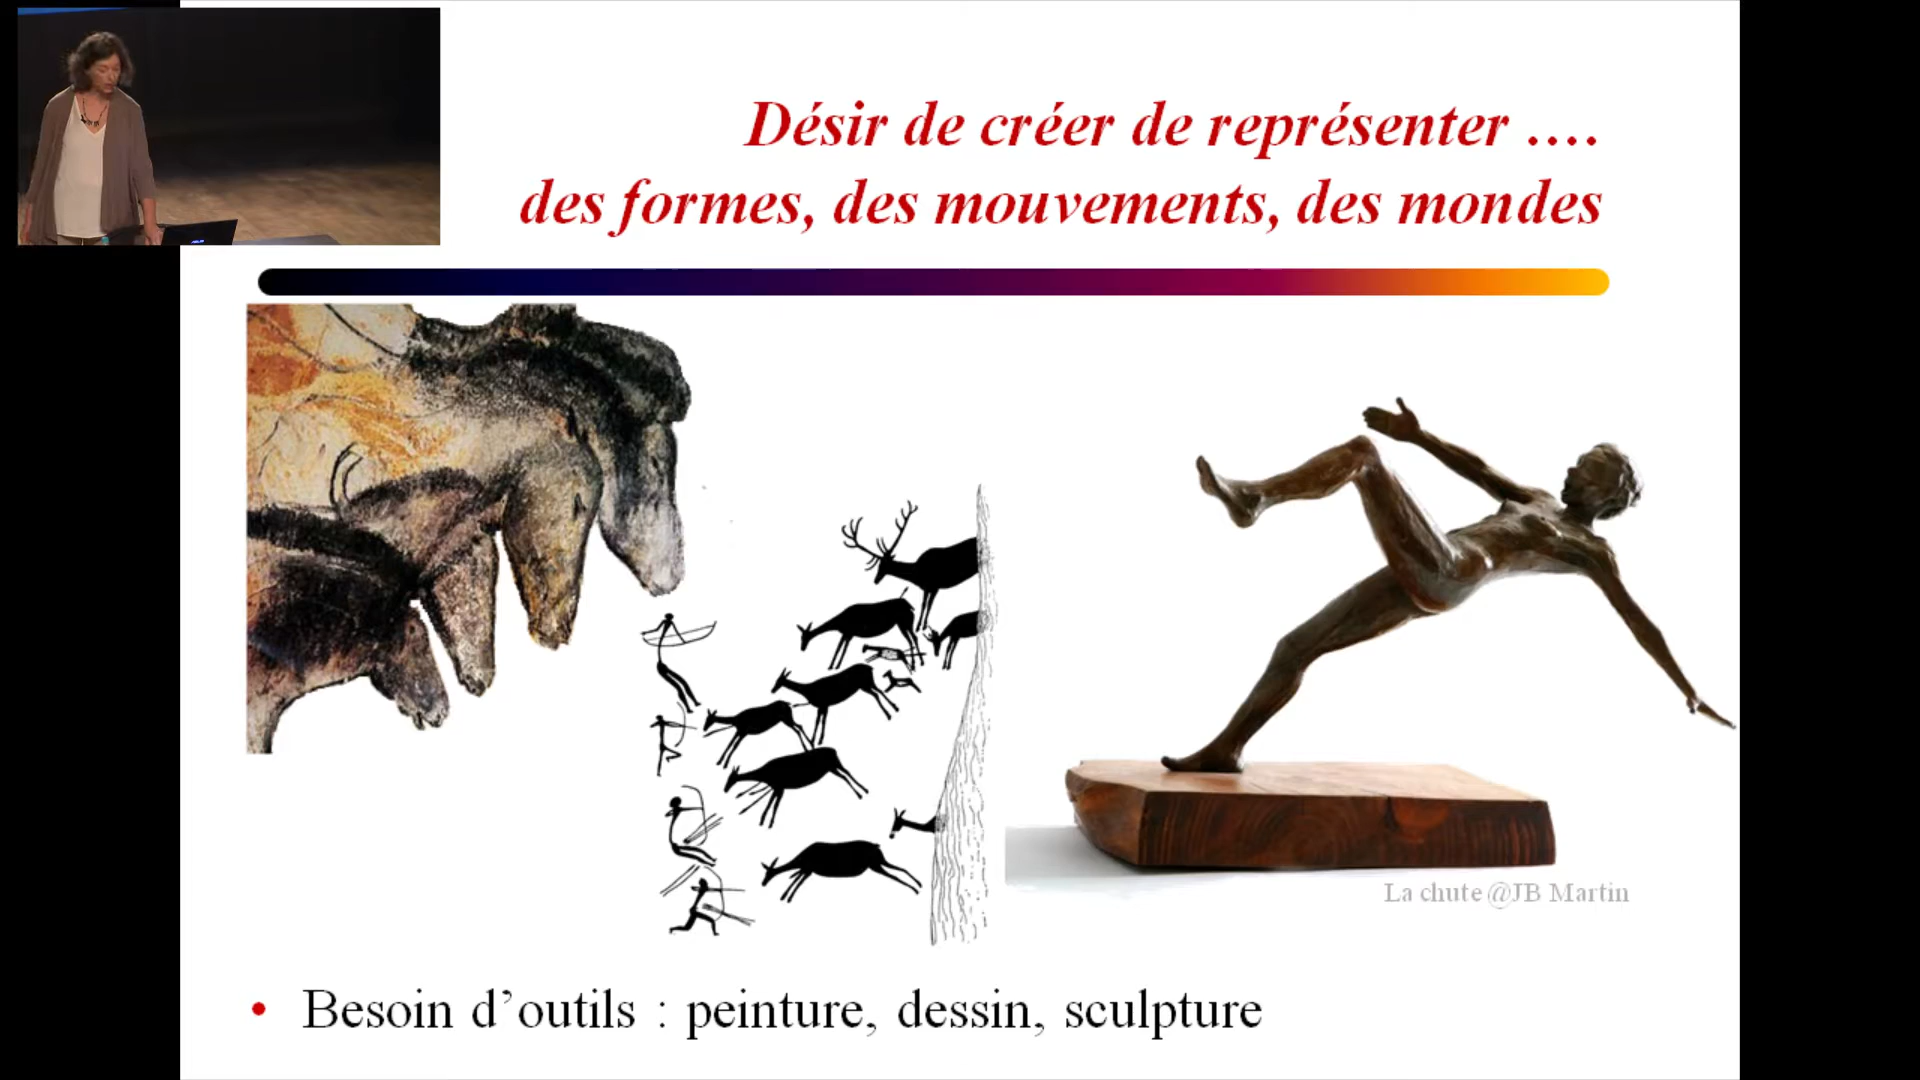 Désir de créer de représenter ....
des formes, des mouvements, des mondes
La chute @JB Martin
• Besoin d’outils : peinture, dessin, sculpture